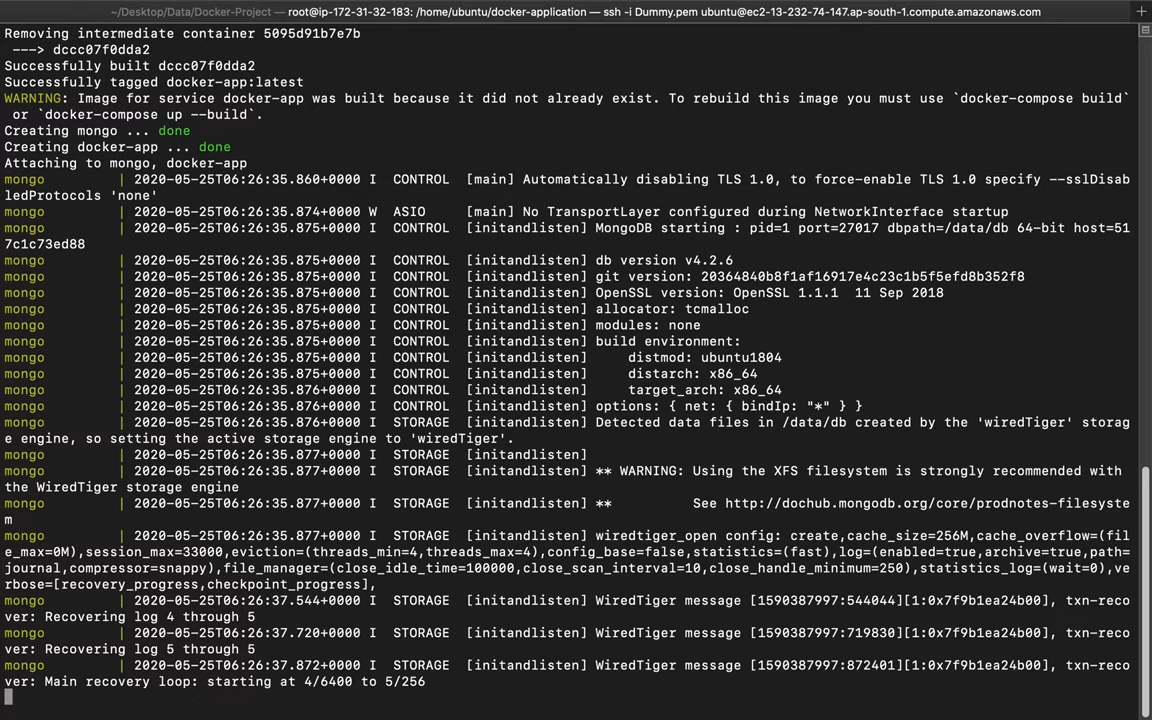 ~/Desktop/Data/Docker-Project — root@ip-172-31-32-183: /home/ubuntu/docker-application — ssh -i Dummy.pem ubuntu@ec2-13-232-74-147.ap-south-1.compute.amazonaws.com
Removing intermediate container 5095d91b7e7b
 ---> dccc07f0dda2
Successfully built dccc07f0dda2
Successfully tagged docker-app:latest
WARNING: Image for service docker-app was built because it did not already exist. To rebuild this image you must use `docker-compose build`
 or `docker-compose up --build`.
Creating mongo ... done
Creating docker-app ... done
Attaching to mongo, docker-app
mongo         | 2020-05-25T06:26:35.860+0000 I  CONTROL  [main] Automatically disabling TLS 1.0, to force-enable TLS 1.0 specify --sslDisab
ledProtocols 'none'
mongo         | 2020-05-25T06:26:35.874+0000 W  ASIO     [main] No TransportLayer configured during NetworkInterface startup
mongo         | 2020-05-25T06:26:35.875+0000 I  CONTROL  [initandlisten] MongoDB starting : pid=1 port=27017 dbpath=/data/db 64-bit host=51
7c1c73ed88
mongo         | 2020-05-25T06:26:35.875+0000 I  CONTROL  [initandlisten] db version v4.2.6
mongo         | 2020-05-25T06:26:35.875+0000 I  CONTROL  [initandlisten] git version: 20364840b8f1af16917e4c23c1b5f5efd8b352f8
mongo         | 2020-05-25T06:26:35.875+0000 I  CONTROL  [initandlisten] OpenSSL version: OpenSSL 1.1.1  11 Sep 2018
mongo         | 2020-05-25T06:26:35.875+0000 I  CONTROL  [initandlisten] allocator: tcmalloc
mongo         | 2020-05-25T06:26:35.875+0000 I  CONTROL  [initandlisten] modules: none
mongo         | 2020-05-25T06:26:35.875+0000 I  CONTROL  [initandlisten] build environment:
mongo         | 2020-05-25T06:26:35.875+0000 I  CONTROL  [initandlisten]     distmod: ubuntu1804
mongo         | 2020-05-25T06:26:35.875+0000 I  CONTROL  [initandlisten]     distarch: x86_64
mongo         | 2020-05-25T06:26:35.876+0000 I  CONTROL  [initandlisten]     target_arch: x86_64
mongo         | 2020-05-25T06:26:35.876+0000 I  CONTROL  [initandlisten] options: { net: { bindIp: "*" } }
mongo         | 2020-05-25T06:26:35.876+0000 I  STORAGE  [initandlisten] Detected data files in /data/db created by the 'wiredTiger' storag
e engine, so setting the active storage engine to 'wiredTiger'.
mongo         | 2020-05-25T06:26:35.877+0000 I  STORAGE  [initandlisten]
mongo         | 2020-05-25T06:26:35.877+0000 I  STORAGE  [initandlisten] ** WARNING: Using the XFS filesystem is strongly recommended with
the WiredTiger storage engine
mongo         | 2020-05-25T06:26:35.877+0000 I  STORAGE  [initandlisten] **          See http://dochub.mongodb.org/core/prodnotes-filesyste
m
mongo         | 2020-05-25T06:26:35.877+0000 I  STORAGE  [initandlisten] wiredtiger_open config: create,cache_size=256M,cache_overflow=(fil
e_max=0M),session_max=33000,eviction=(threads_min=4,threads_max=4),config_base=false,statistics=(fast),log=(enabled=true,archive=true,path=
journal,compressor=snappy),file_manager=(close_idle_time=100000,close_scan_interval=10,close_handle_minimum=250),statistics_log=(wait=0),ve
rbose=[recovery_progress,checkpoint_progress],
mongo         | 2020-05-25T06:26:37.544+0000 I  STORAGE  [initandlisten] WiredTiger message [1590387997:544044][1:0x7f9b1ea24b00], txn-reco
ver: Recovering log 4 through 5
mongo         | 2020-05-25T06:26:37.720+0000 I  STORAGE  [initandlisten] WiredTiger message [1590387997:719830][1:0x7f9b1ea24b00], txn-reco
ver: Recovering log 5 through 5
mongo         | 2020-05-25T06:26:37.872+0000 I  STORAGE  [initandlisten] WiredTiger message [1590387997:872401][1:0x7f9b1ea24b00], txn-reco
ver: Main recovery loop: starting at 4/6400 to 5/256